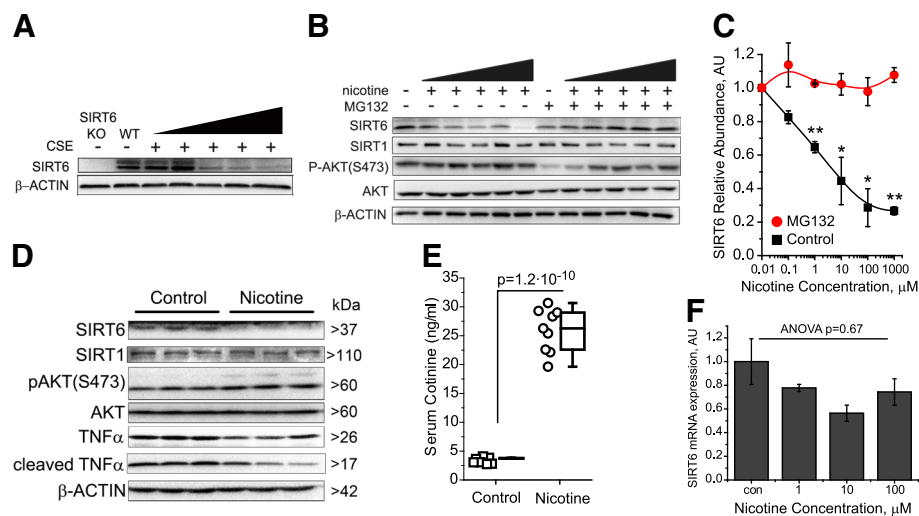 A
SIRT6
KO WT
CSE - - + + + + +
SIRT6
β-ACTIN
B
nicotine - + + + + + - + + + + +
MG132 - - - - - - + + + + + +
SIRT6
SIRT1
P-AKT(S473)
AKT
β-ACTIN
C
SIRT6 Relative Abundance, AU
1.2
1.0
0.8
0.6
0.4
0.2
0.0
**
*
*
**
MG132
Control
0.01 0.1 1 10 100 1000
Nicotine Concentration, μM
D
Control Nicotine kDa
SIRT6 >37
SIRT1 >110
pAKT(S473) >60
AKT >60
TNFα >26
cleaved TNFα >17
β-ACTIN >42
E
p=1.2·10-10
Serum Cotinine (ng/ml)
35
30
25
20
15
10
5
0
Control Nicotine
F
ANOVA p=0.67
SIRT6 mRNA expression, AU
1.2
1.0
0.8
0.6
0.4
0.2
0.0
con 1 10 100
Nicotine Concentration, μM